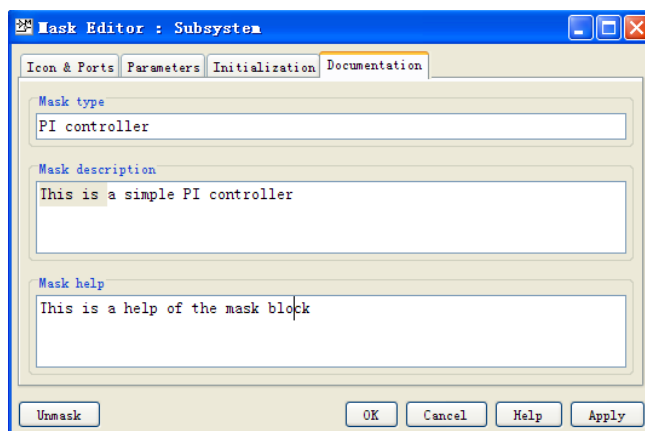 Mask Editor : Subsystem
Icon & Ports Parameters Initialization Documentation
Mask type
PI controller
Mask description
This is a simple PI controller
Mask help
This is a help of the mask block
Unmask OK Cancel Help Apply